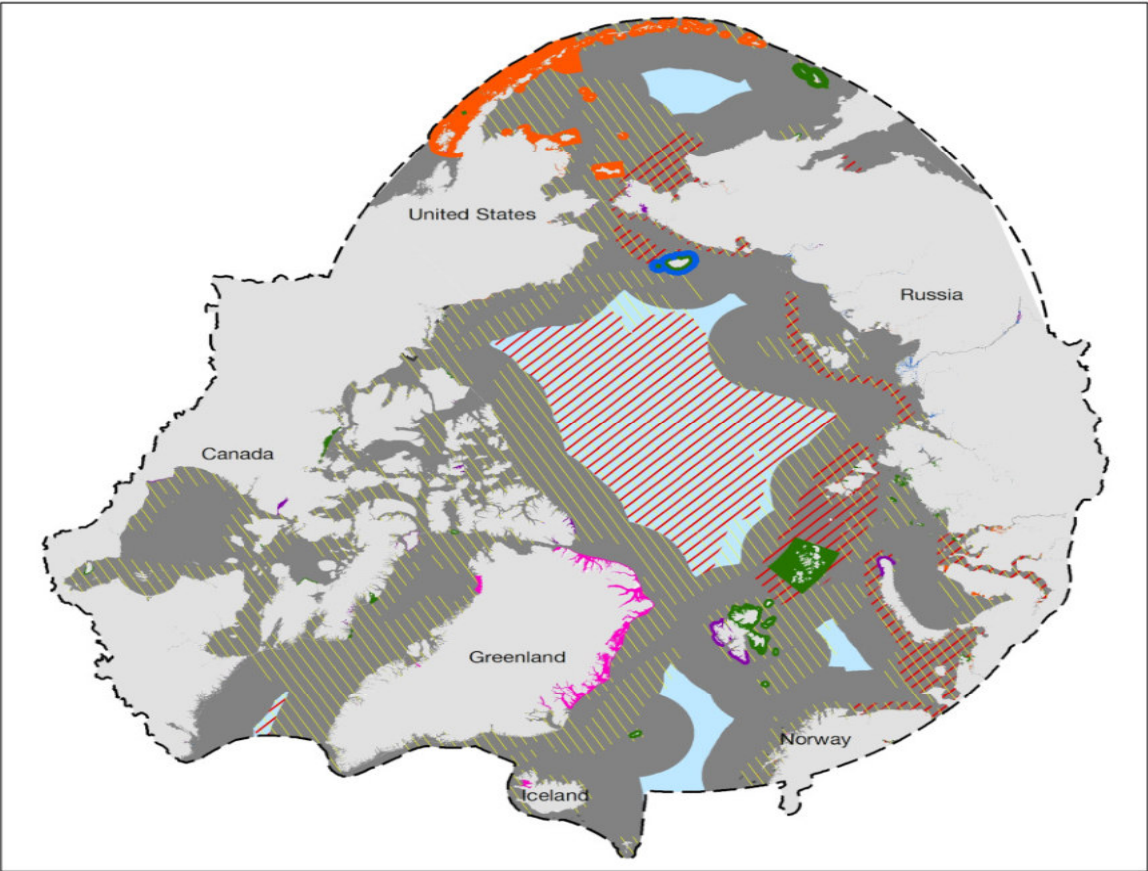 United States
Russia
Canada
Greenland
Norway
Iceland